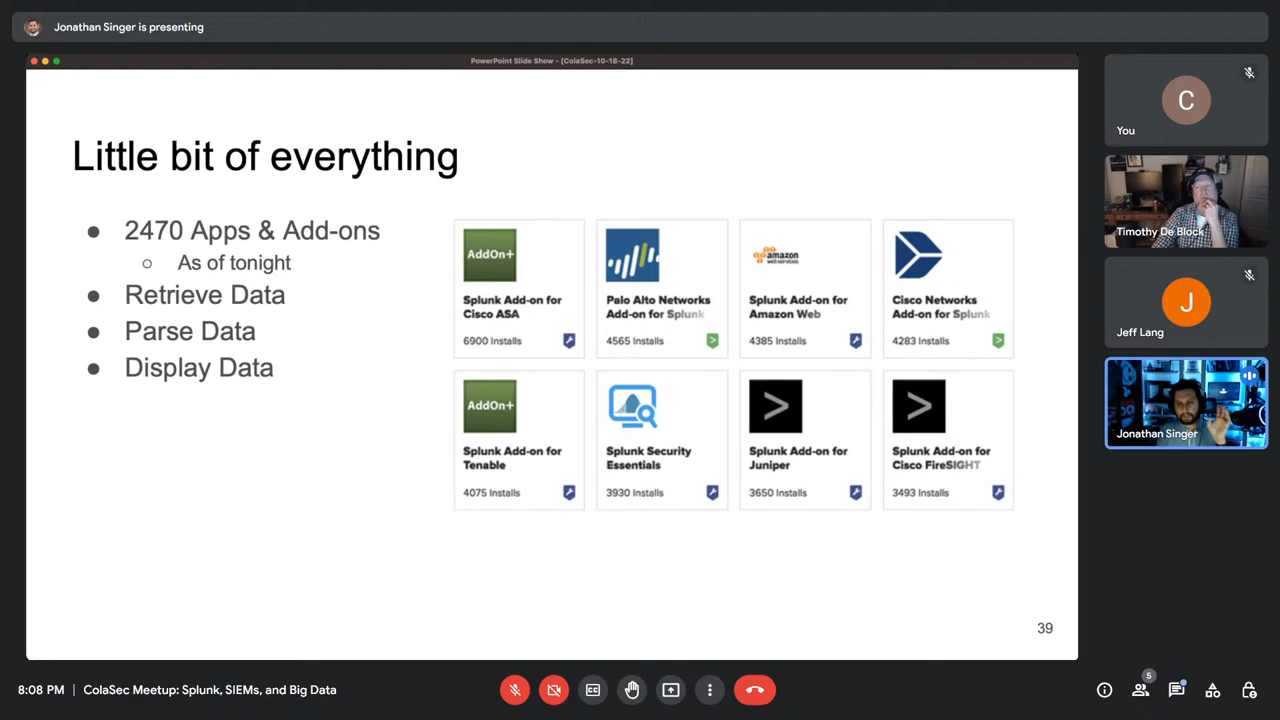 Jonathan Singer is presenting
PowerPoint Slide Show - [ColaSec-10-18-22]
Little bit of everything
2470 Apps & Add-ons
As of tonight
Retrieve Data
Parse Data
Display Data
AddOn+
Splunk Add-on for
Cisco ASA
6900 Installs
Palo Alto Networks
Add-on for Splunk
4565 Installs
amazon
webservices
Splunk Add-on for
Amazon Web
4385 Installs
Cisco Networks
Add-on for Splunk
4283 Installs
AddOn+
Splunk Add-on for
Tenable
4075 Installs
Splunk Security
Essentials
3930 Installs
>
Splunk Add-on for
Juniper
3650 Installs
>
Splunk Add-on for
Cisco FireSIGHT
3493 Installs
39
C
You
Timothy De Block
J
Jeff Lang
Jonathan Singer
8:08 PM
ColaSec Meetup: Splunk, SIEMs, and Big Data
CC
5